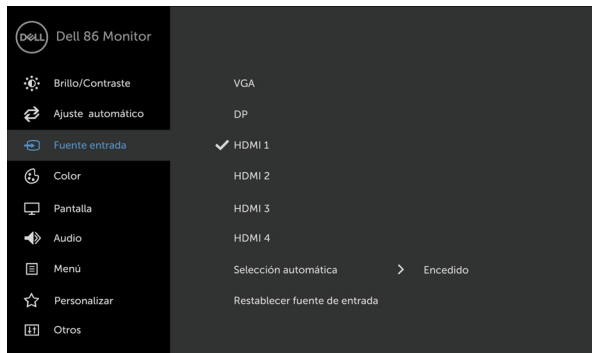 DELL Dell 86 Monitor
Brillo/Contraste
VGA
Ajuste automático
DP
Fuente entrada
HDMI 1
Color
HDMI 2
Pantalla
HDMI 3
Audio
HDMI 4
Menú
Selección automática > Encedido
Personalizar
Restablecer fuente de entrada
Otros